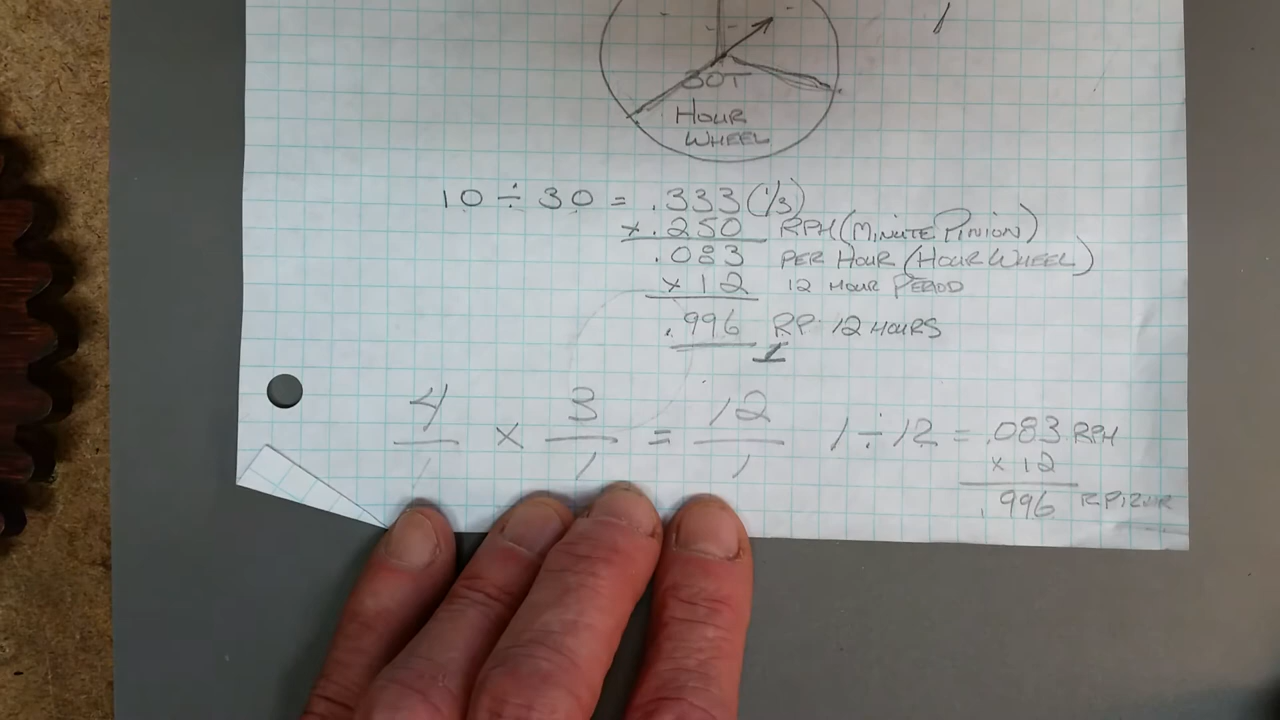 30T
HOUR
WHEEL
10 ÷ 30 = .333 (1/3)
x .250 RPH (MINUTE PINION)
.083 PER HOUR (HOUR WHEEL)
x 12 12 HOUR PERIOD
.996 RP 12 HOURS
1
4/1 x 3/1 = 12/1 1 ÷ 12 = .083 RPH
x 12
.996 RP12HR